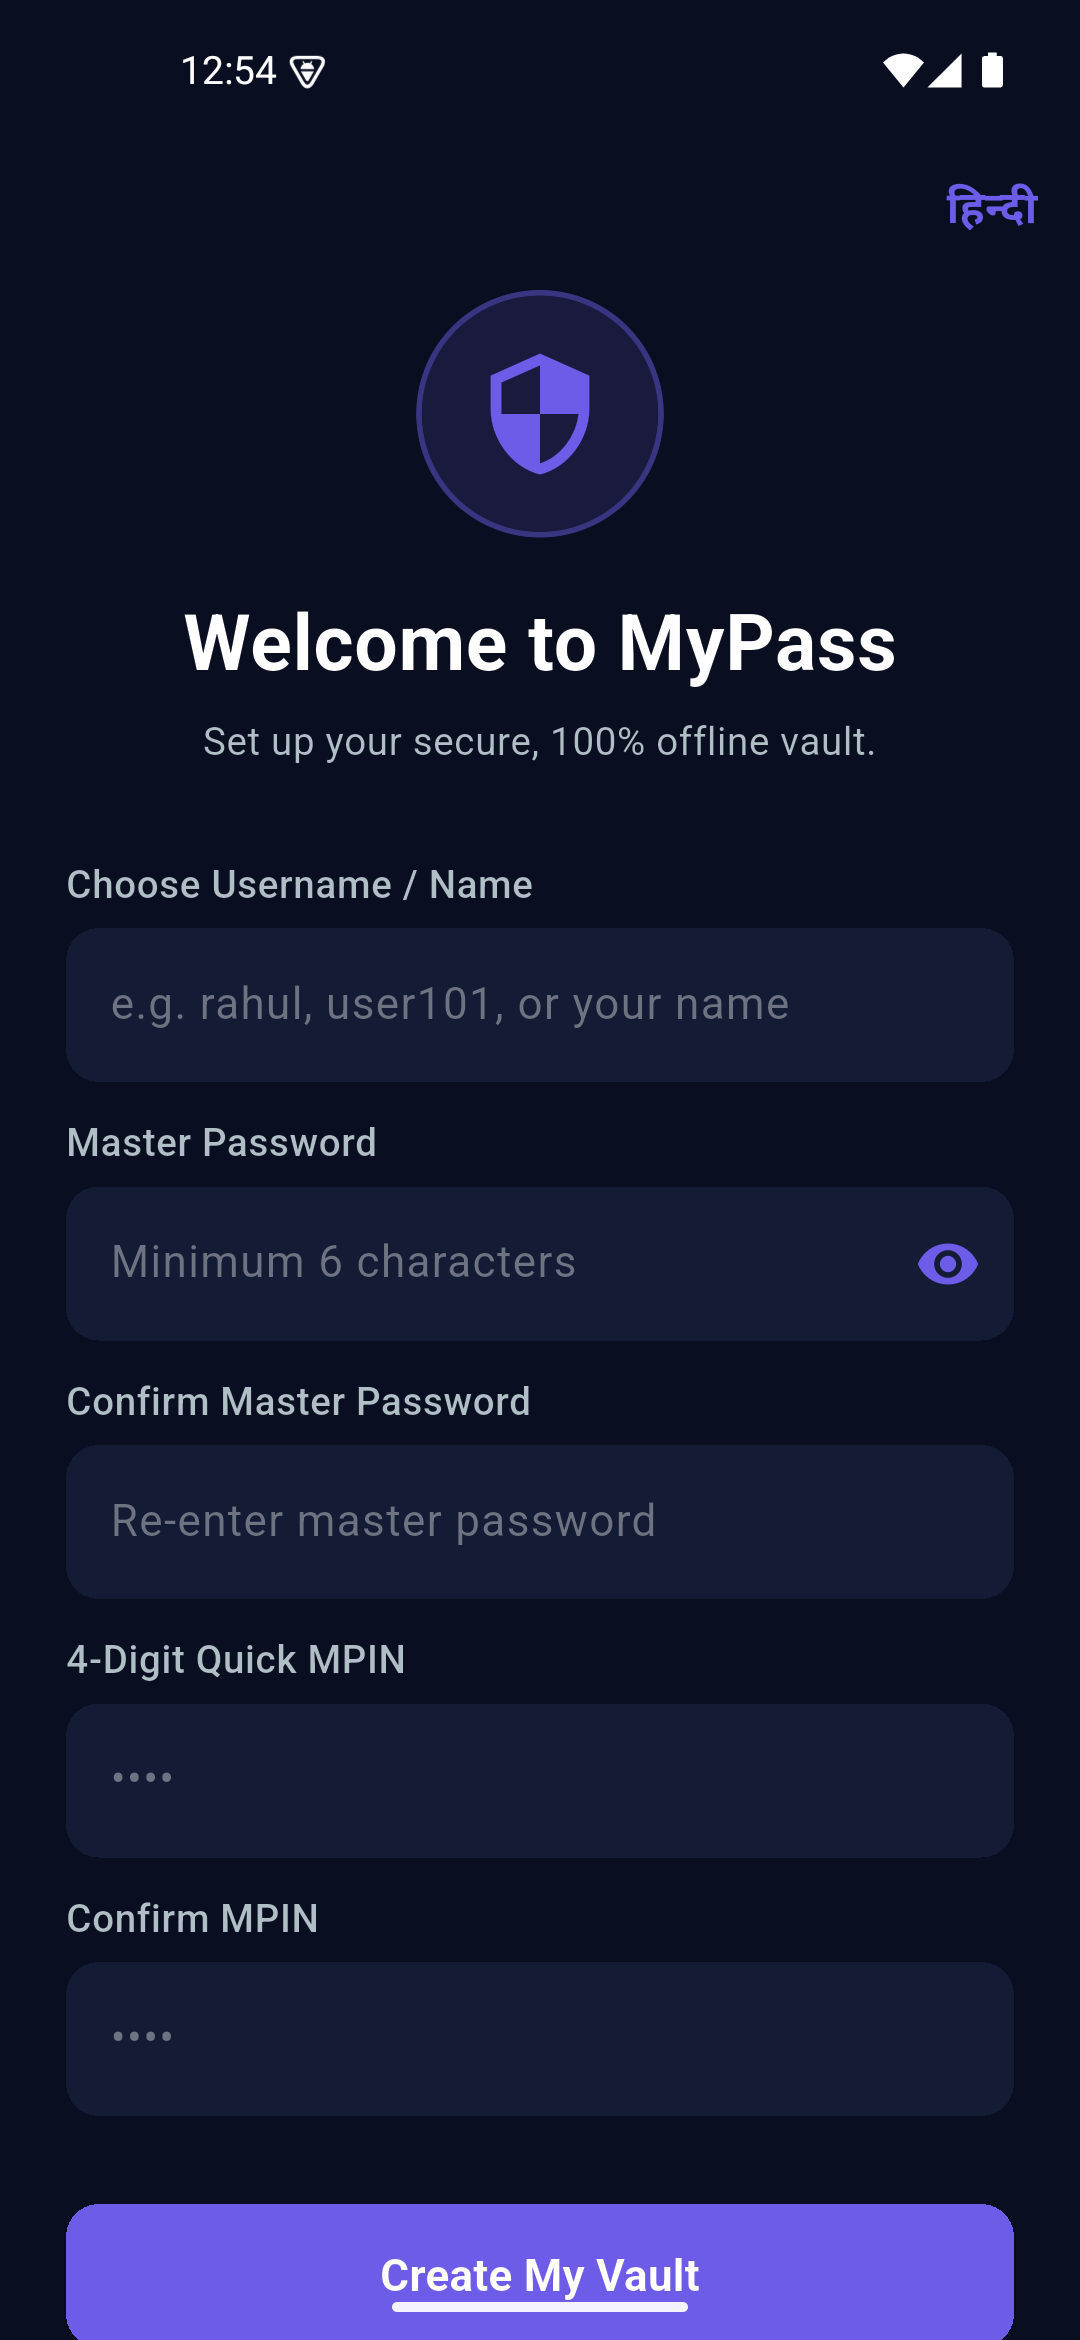 12:54
हिन्दी
Welcome to MyPass
Set up your secure, 100% offline vault.
Choose Username / Name
e.g. rahul, user101, or your name
Master Password
Minimum 6 characters
Confirm Master Password
Re-enter master password
4-Digit Quick MPIN
••••
Confirm MPIN
••••
Create My Vault